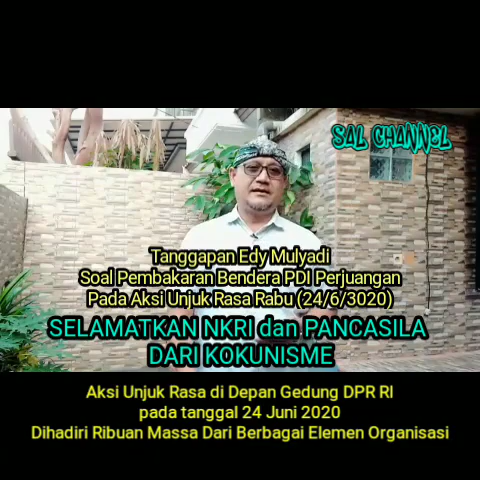 SAL CHANNEL
Tanggapan Edy Mulyadi
Soal Pembakaran Bendera PDI Perjuangan
Pada Aksi Unjuk Rasa Rabu (24/6/3020)
SELAMATKAN NKRI dan PANCASILA
DARI KOKUNISME
Aksi Unjuk Rasa di Depan Gedung DPR RI
pada tanggal 24 Juni 2020
Dihadiri Ribuan Massa Dari Berbagai Elemen Organisasi